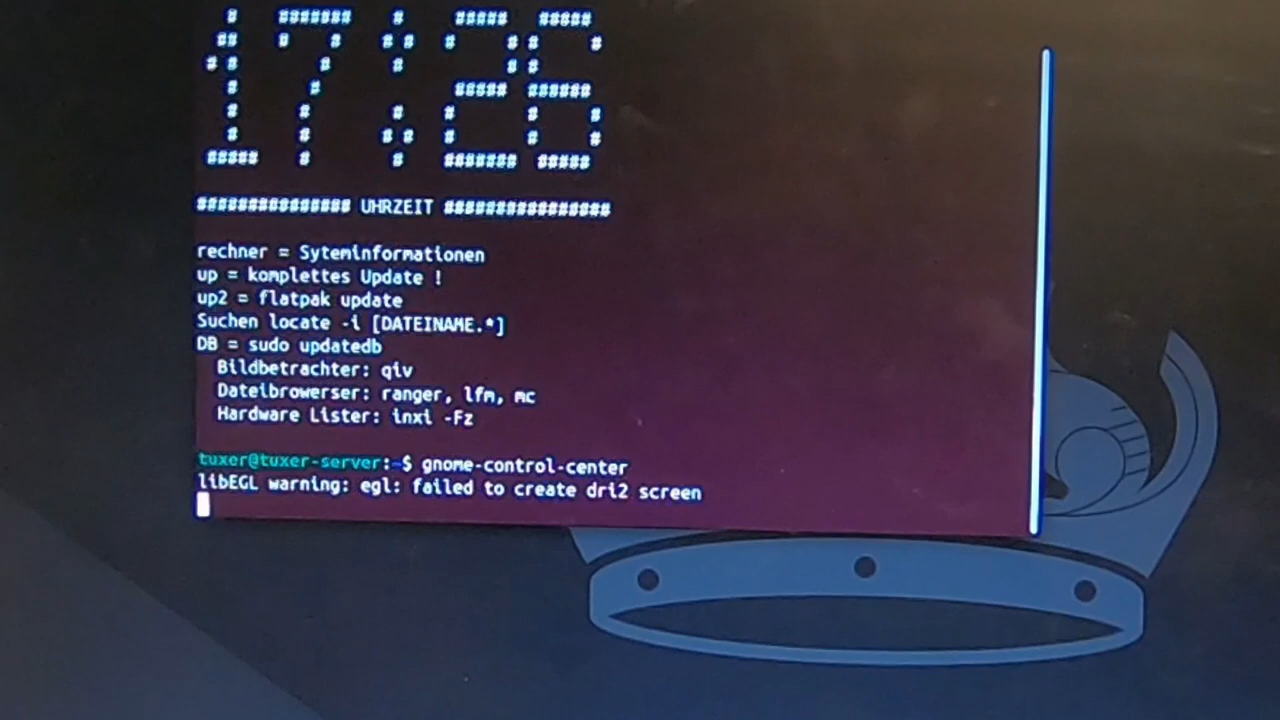 17:26
############### UHRZEIT ################
rechner = Syteminformationen
up = komplettes Update !
up2 = flatpak update
Suchen locate -i [DATEINAME.*]
DB = sudo updatedb
Bildbetrachter: qiv
Dateibrowerser: ranger, lfm, mc
Hardware Lister: inxi -Fz
tuxer@tuxer-server:~$ gnome-control-center
libEGL warning: egl: failed to create dri2 screen